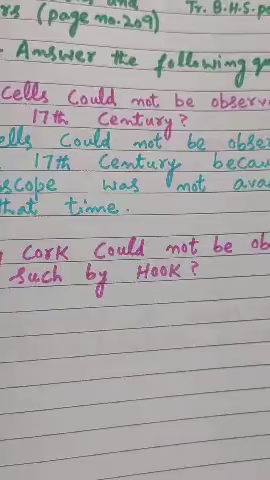 rs (page no. 209) Tr. B.H.S.
Answer the following
cells could not be observ
17th Century?
ells could not be obser
17th Century becau
scope was not ava
that time.
Cork could not be ob
such by Hook?